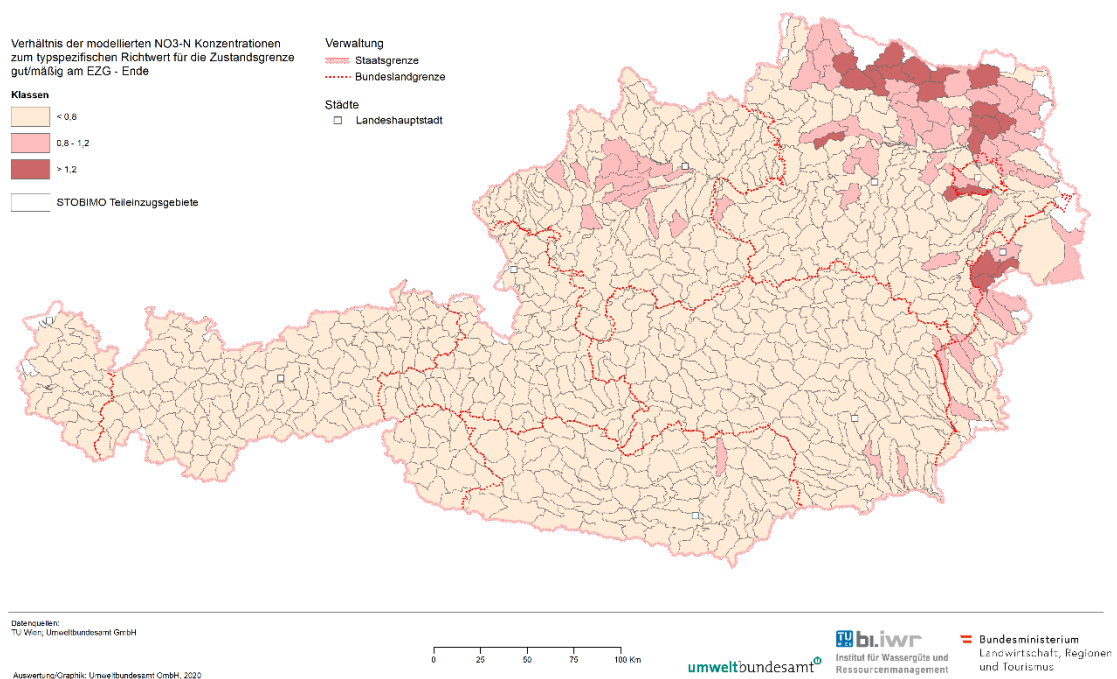 Verhältnis der modellierten NO3-N Konzentrationen
zum typspezifischen Richtwert für die Zustandsgrenze
gut/mäßig am EZG - Ende
Klassen
< 0,8
0,8 - 1,2
> 1,2
STOBIMO Teileinzugsgebiete
Verwaltung
Staatsgrenze
Bundeslandgrenze
Städte
Landeshauptstadt
Datenquellen:
TU Wien; Umweltbundesamt GmbH
Auswertung/Graphik: Umweltbundesamt GmbH, 2020
0 25 50 75 100 Km
umweltbundesamt
TU
WIEN
bi.iwr
Institut für Wassergüte und
Ressourcenmanagement
Bundesministerium
Landwirtschaft, Regionen
und Tourismus